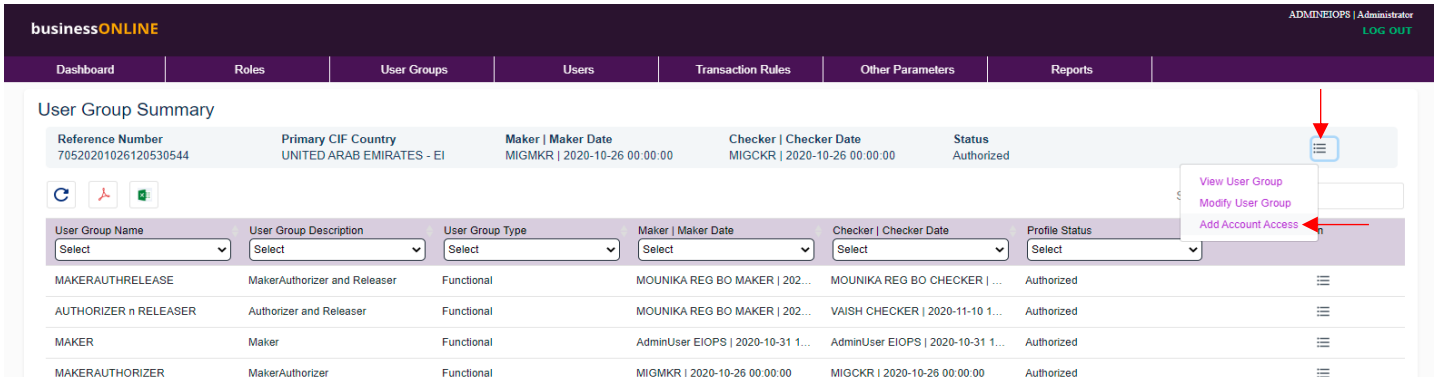 ADMINEIOPS | Administrator
businessONLINE
LOG OUT
Dashboard Roles User Groups Users Transaction Rules Other Parameters Reports
User Group Summary
Reference Number Primary CIF Country Maker | Maker Date Checker | Checker Date Status
70520201026120530544 UNITED ARAB EMIRATES - EI MIGMKR | 2020-10-26 00:00:00 MIGCKR | 2020-10-26 00:00:00 Authorized
View User Group
Modify User Group
Add Account Access
User Group Name User Group Description User Group Type Maker | Maker Date Checker | Checker Date Profile Status
Select Select Select Select Select Select
MAKERAUTHRELEASE MakerAuthorizer and Releaser Functional MOUNIKA REG BO MAKER | 202... MOUNIKA REG BO CHECKER | ... Authorized
AUTHORIZER n RELEASER Authorizer and Releaser Functional MOUNIKA REG BO MAKER | 202... VAISH CHECKER | 2020-11-10 1... Authorized
MAKER Maker Functional AdminUser EIOPS | 2020-10-31 1... AdminUser EIOPS | 2020-10-31 1... Authorized
MAKERAUTHORIZER MakerAuthorizer Functional MIGMKR | 2020-10-26 00:00:00 MIGCKR | 2020-10-26 00:00:00 Authorized